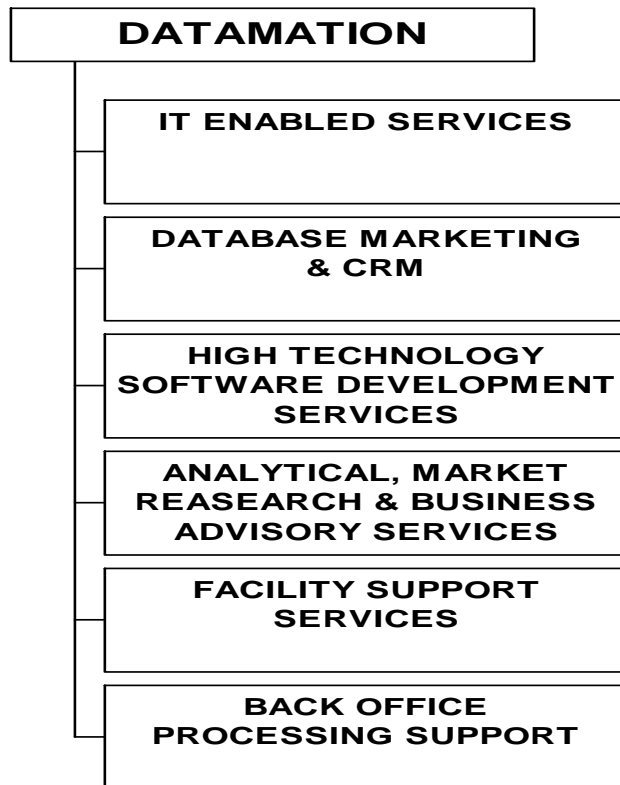 DATAMATION
IT ENABLED SERVICES
DATABASE MARKETING
& CRM
HIGH TECHNOLOGY
SOFTWARE DEVELOPMENT
SERVICES
ANALYTICAL, MARKET
REASEARCH & BUSINESS
ADVISORY SERVICES
FACILITY SUPPORT
SERVICES
BACK OFFICE
PROCESSING SUPPORT